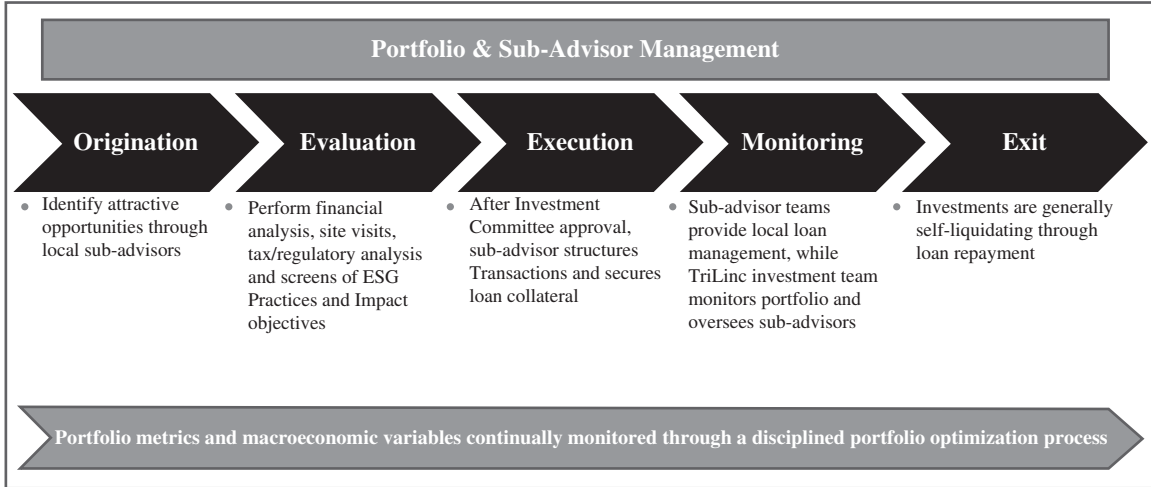 Portfolio & Sub-Advisor Management
Origination
Evaluation
Execution
Monitoring
Exit
• Identify attractive
opportunities through
local sub-advisors
• Perform financial
analysis, site visits,
tax/regulatory analysis
and screens of ESG
Practices and Impact
objectives
• After Investment
Committee approval,
sub-advisor structures
Transactions and secures
loan collateral
• Sub-advisor teams
provide local loan
management, while
TriLinc investment team
monitors portfolio and
oversees sub-advisors
• Investments are generally
self-liquidating through
loan repayment
Portfolio metrics and macroeconomic variables continually monitored through a disciplined portfolio optimization process